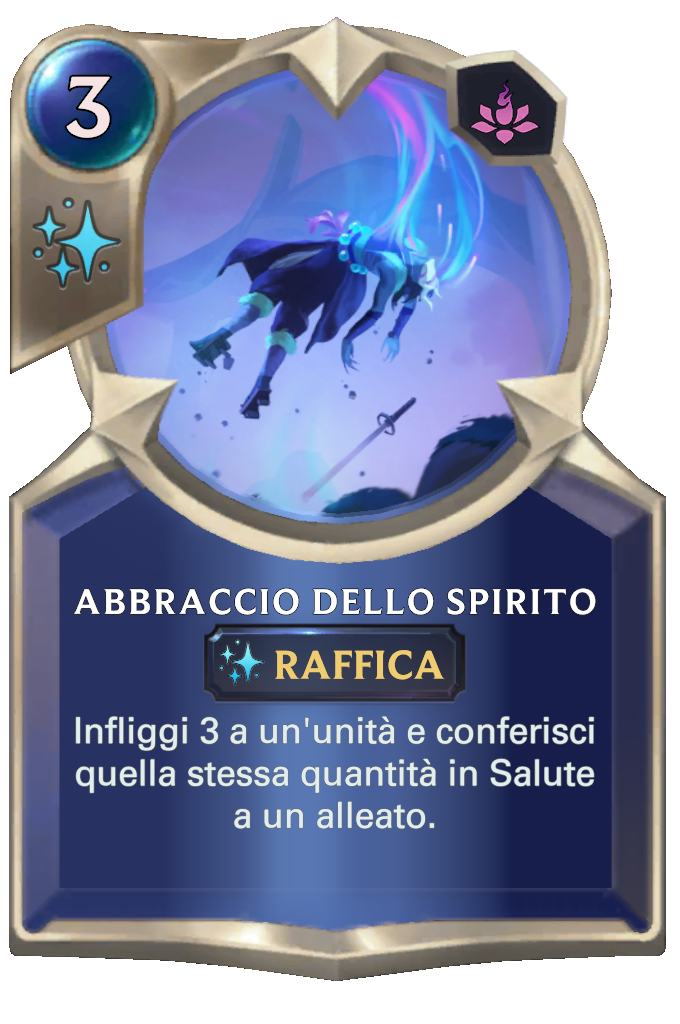 3
ABBRACCIO DELLO SPIRITO
RAFFICA
Infliggi 3 a un'unità e conferisci
quella stessa quantità in Salute
a un alleato.